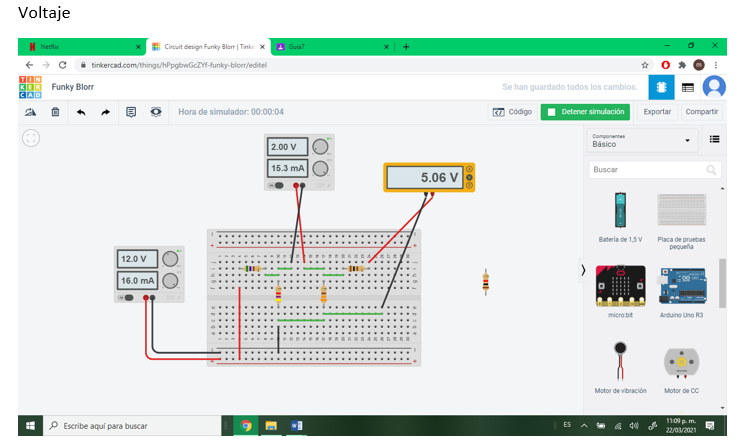 Voltaje
Netflix
Circuit design Funky Blorr | Tink
Guia7
tinkercad.com/things/hPpgbwGcZYf-funky-blorr/editel
TIN
KER
CAD
Funky Blorr
Se han guardado todos los cambios.
Hora de simulador: 00:00:04
Código
Detener simulación
Exportar
Compartir
Componentes
Básico
Buscar
2.00 V
15.3 mA
5.06 V
12.0 V
16.0 mA
Batería de 1,5 V
Placa de pruebas
pequeña
micro:bit
Arduino Uno R3
Motor de vibración
Motor de CC
Escribe aquí para buscar
ES
11:09 p. m.
22/03/2021